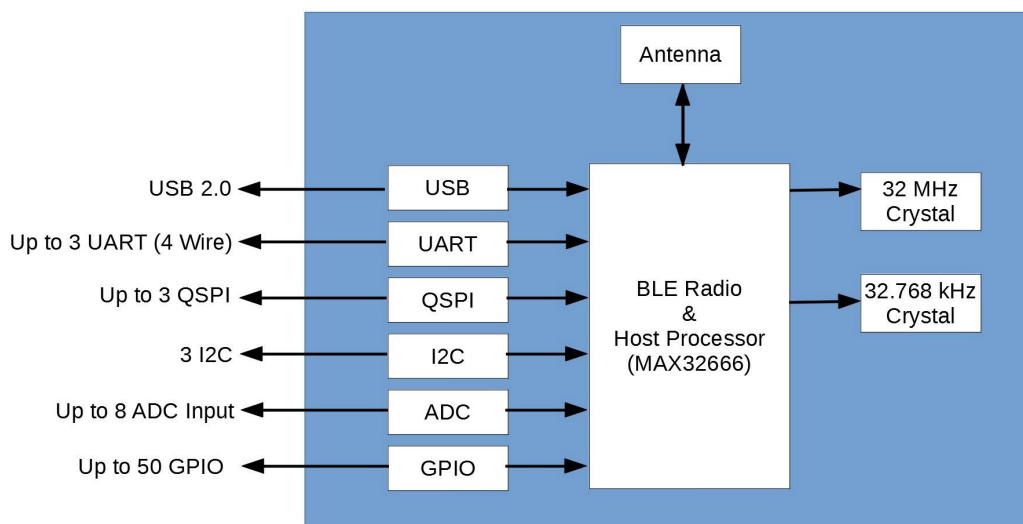 Antenna
USB 2.0
USB
32 MHz
Crystal
Up to 3 UART (4 Wire)
UART
Up to 3 QSPI
QSPI
BLE Radio
&
Host Processor
(MAX32666)
32.768 kHz
Crystal
3 I2C
I2C
Up to 8 ADC Input
ADC
Up to 50 GPIO
GPIO